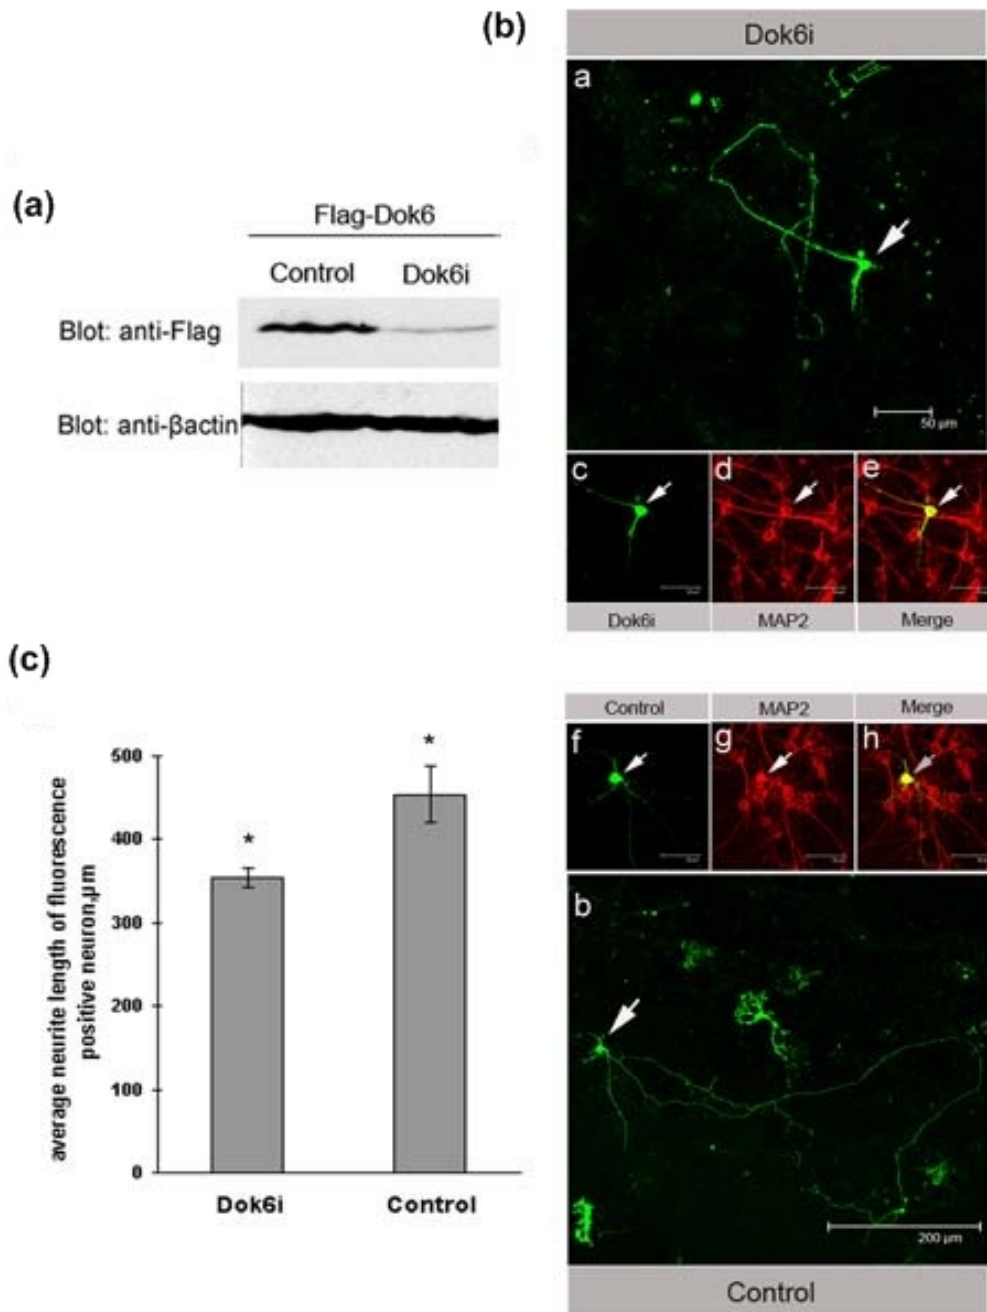 (a)
Flag-Dok6
Control Dok6i
Blot: anti-Flag
Blot: anti-βactin
(b)
Dok6i
a
50 µm
c d e
Dok6i MAP2 Merge
Control MAP2 Merge
f g h
b
200 µm
Control
(c)
average neurite length of fluorescence
positive neuron,µm
500
400
300
200
100
0
*
*
Dok6i Control